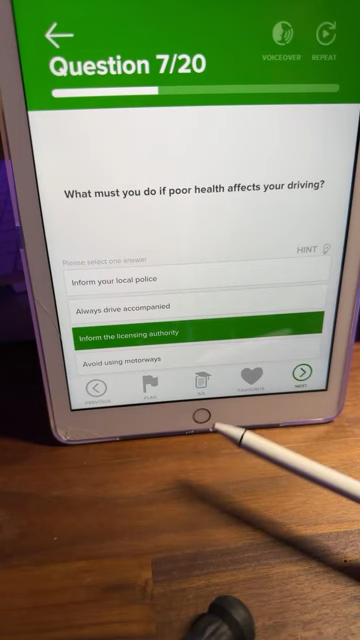 Question 7/20
VOICEOVER
REPEAT
What must you do if poor health affects your driving?
HINT
Please select one answer
Inform your local police
Always drive accompanied
Inform the licensing authority
Avoid using motorways
PREVIOUS
FLAG
FAVOURITE
NEXT